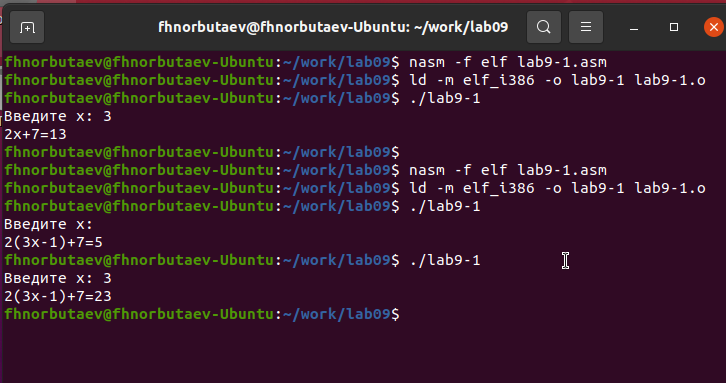 fhnorbutaev@fhnorbutaev-Ubuntu: ~/work/lab09
fhnorbutaev@fhnorbutaev-Ubuntu:~/work/lab09$ nasm -f elf lab9-1.asm
fhnorbutaev@fhnorbutaev-Ubuntu:~/work/lab09$ ld -m elf_i386 -o lab9-1 lab9-1.o
fhnorbutaev@fhnorbutaev-Ubuntu:~/work/lab09$ ./lab9-1
Введите x: 3
2x+7=13
fhnorbutaev@fhnorbutaev-Ubuntu:~/work/lab09$
fhnorbutaev@fhnorbutaev-Ubuntu:~/work/lab09$ nasm -f elf lab9-1.asm
fhnorbutaev@fhnorbutaev-Ubuntu:~/work/lab09$ ld -m elf_i386 -o lab9-1 lab9-1.o
fhnorbutaev@fhnorbutaev-Ubuntu:~/work/lab09$ ./lab9-1
Введите x:
2(3x-1)+7=5
fhnorbutaev@fhnorbutaev-Ubuntu:~/work/lab09$ ./lab9-1
Введите x: 3
2(3x-1)+7=23
fhnorbutaev@fhnorbutaev-Ubuntu:~/work/lab09$